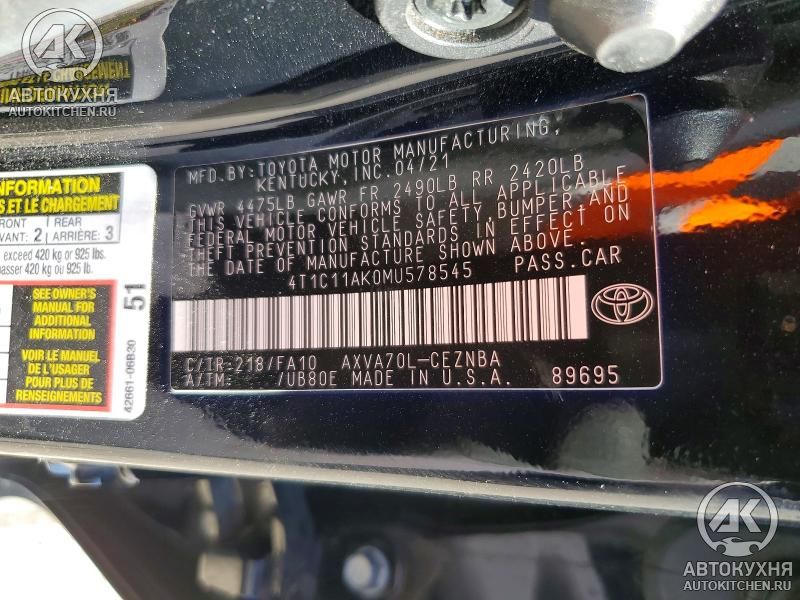 AK
АВТОКУХНЯ
AUTOKITCHEN.RU
INFORMATION
S ET LE CHARGEMENT
FRONT
VANT: 2
REAR
ARRIÈRE: 3
exceed 420 kg or 925 lbs.
passer 420 kg ou 925 lb.
SEE OWNER'S
MANUAL FOR
ADDITIONAL
INFORMATION
VOIR LE MANUEL
DE L'USAGER
POUR PLUS DE
RENSEIGNEMENTS
51
42661-06B30
MFD.BY:TOYOTA MOTOR MANUFACTURING,
KENTUCKY, INC. 04/21
GVWR 4475LB GAWR FR 2490LB RR 2420LB
THIS VEHICLE CONFORMS TO ALL APPLICABLE
FEDERAL MOTOR VEHICLE SAFETY,BUMPER AND
THEFT PREVENTION STANDARDS IN EFFECT ON
THE DATE OF MANUFACTURE SHOWN ABOVE.
4T1C11AK0MU578545 PASS.CAR
C/TR:218/FA10 AXVA70L-CEZNBA
A/TM: /UB80E MADE IN U.S.A. 89695
AK
АВТОКУХНЯ
AUTOKITCHEN.RU